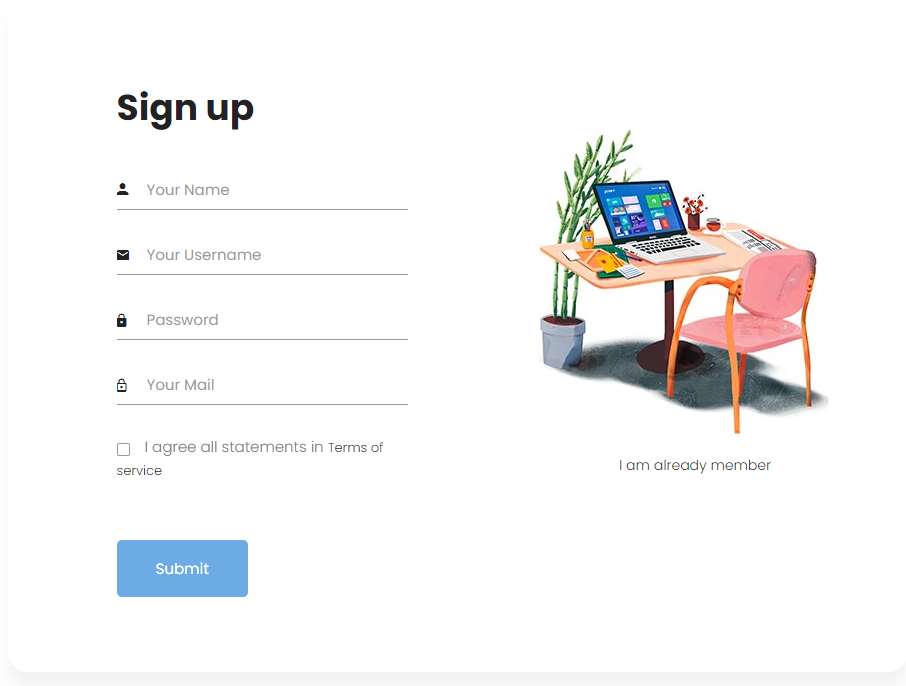 Sign up
Your Name
Your Username
Password
Your Mail
I agree all statements in Terms of
service
Submit
I am already member